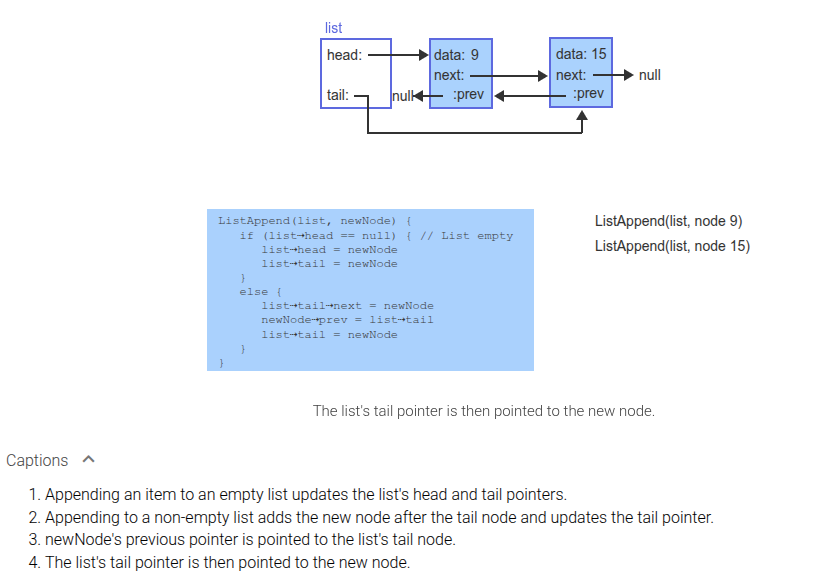 list
head: data: 9 data: 15
next: next: null
tail: null :prev :prev
ListAppend(list, newNode) {
if (list→head == null) { // List empty
list→head = newNode
list→tail = newNode
}
else {
list→tail→next = newNode
newNode→prev = list→tail
list→tail = newNode
}
}
ListAppend(list, node 9)
ListAppend(list, node 15)
The list's tail pointer is then pointed to the new node.
Captions
1. Appending an item to an empty list updates the list's head and tail pointers.
2. Appending to a non-empty list adds the new node after the tail node and updates the tail pointer.
3. newNode's previous pointer is pointed to the list's tail node.
4. The list's tail pointer is then pointed to the new node.